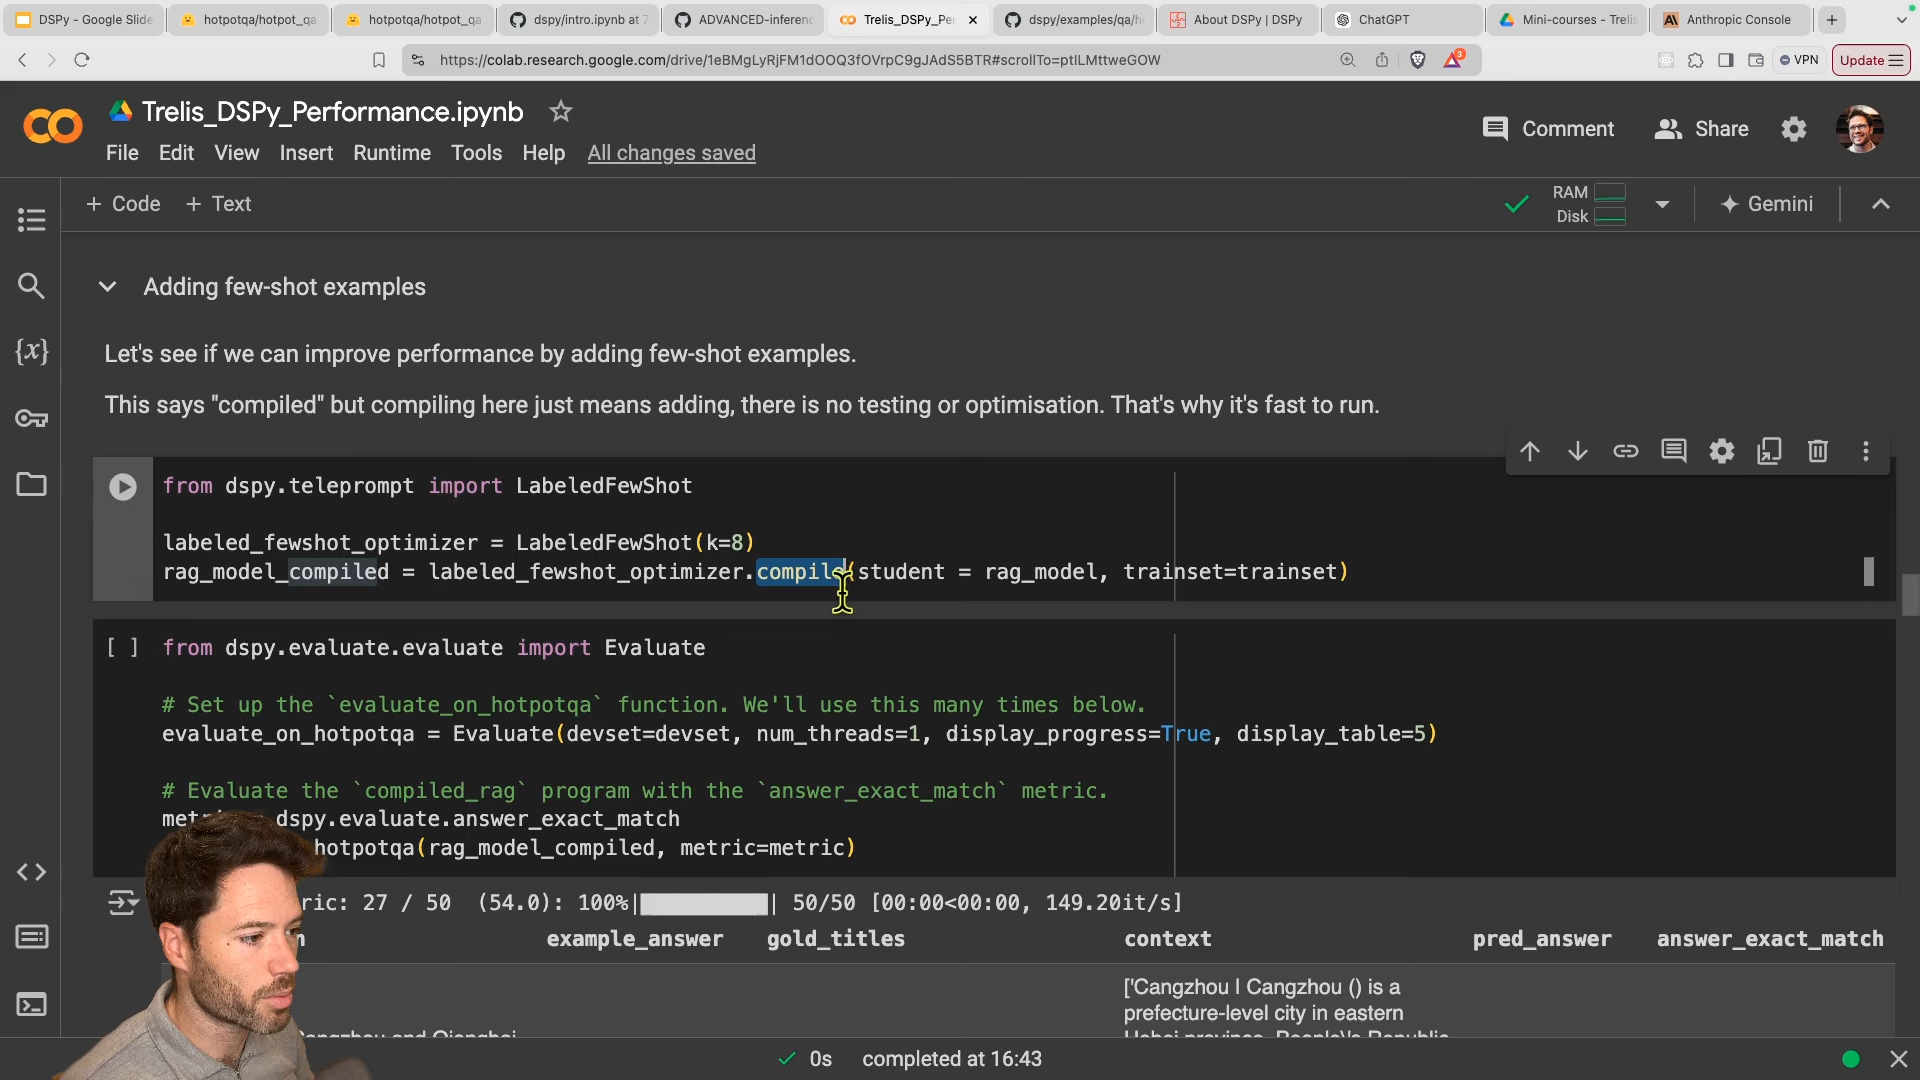 DSPy - Google Slide
hotpotqa/hotpot_qa
hotpotqa/hotpot_qa
dspy/intro.ipynb at 7
ADVANCED-inferenc
Trelis_DSPy_Per
dspy/examples/qa/ho
About DSPy | DSPy
ChatGPT
Mini-courses - Trelis
Anthropic Console
https://colab.research.google.com/drive/1eBMgLyRjFM1dOOQ3fOVrpC9gJAdS5BTR#scrollTo=ptlLMttweGOW
3
VPN
Update
Trelis_DSPy_Performance.ipynb
Comment
Share
File Edit View Insert Runtime Tools Help All changes saved
+ Code + Text
RAM
Disk
Gemini
Adding few-shot examples
Let's see if we can improve performance by adding few-shot examples.
This says "compiled" but compiling here just means adding, there is no testing or optimisation. That's why it's fast to run.
from dspy.teleprompt import LabeledFewShot
labeled_fewshot_optimizer = LabeledFewShot(k=8)
rag_model_compiled = labeled_fewshot_optimizer.compile(student = rag_model, trainset=trainset)
[ ] from dspy.evaluate.evaluate import Evaluate
# Set up the `evaluate_on_hotpotqa` function. We'll use this many times below.
evaluate_on_hotpotqa = Evaluate(devset=devset, num_threads=1, display_progress=True, display_table=5)
# Evaluate the `compiled_rag` program with the `answer_exact_match` metric.
dspy.evaluate.answer_exact_match
hotpotqa(rag_model_compiled, metric=metric)
ric: 27 / 50 (54.0): 100%| | 50/50 [00:00<00:00, 149.20it/s]
example_answer gold_titles context pred_answer answer_exact_match
['Cangzhou | Cangzhou () is a
prefecture-level city in eastern
0s completed at 16:43